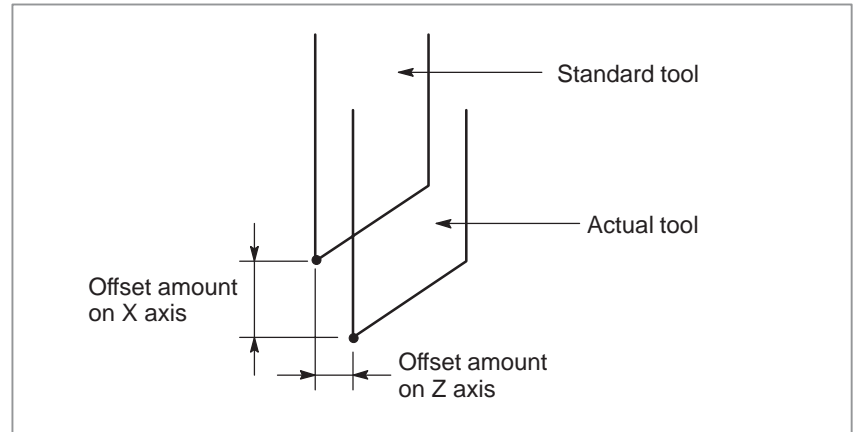 Standard tool
Actual tool
Offset amount
on X axis
Offset amount
on Z axis